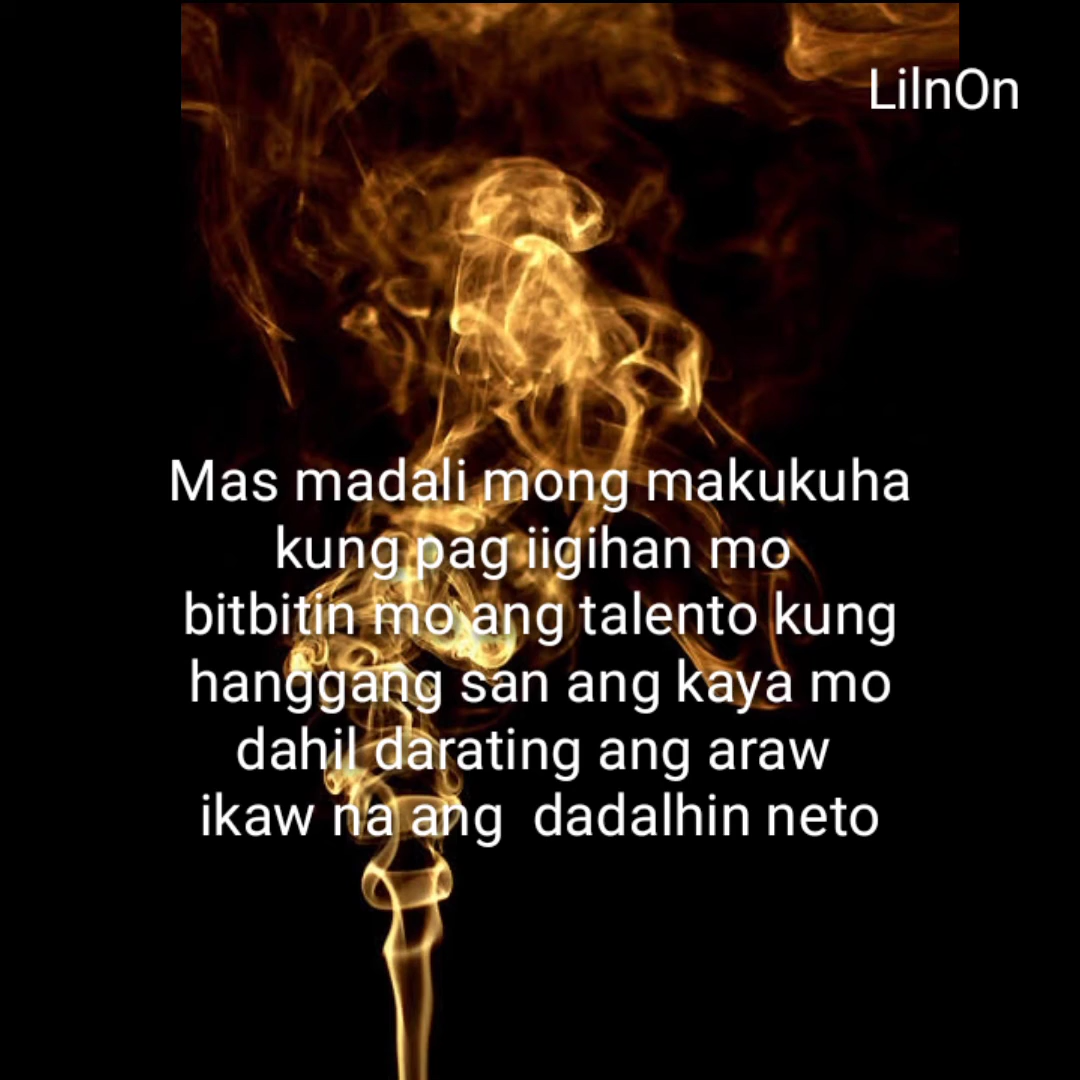 LilnOn
Mas madali mong makukuha
kung pag iigihan mo
bitbitin mo ang talento kung
hanggang san ang kaya mo
dahil darating ang araw
ikaw na ang  dadalhin neto